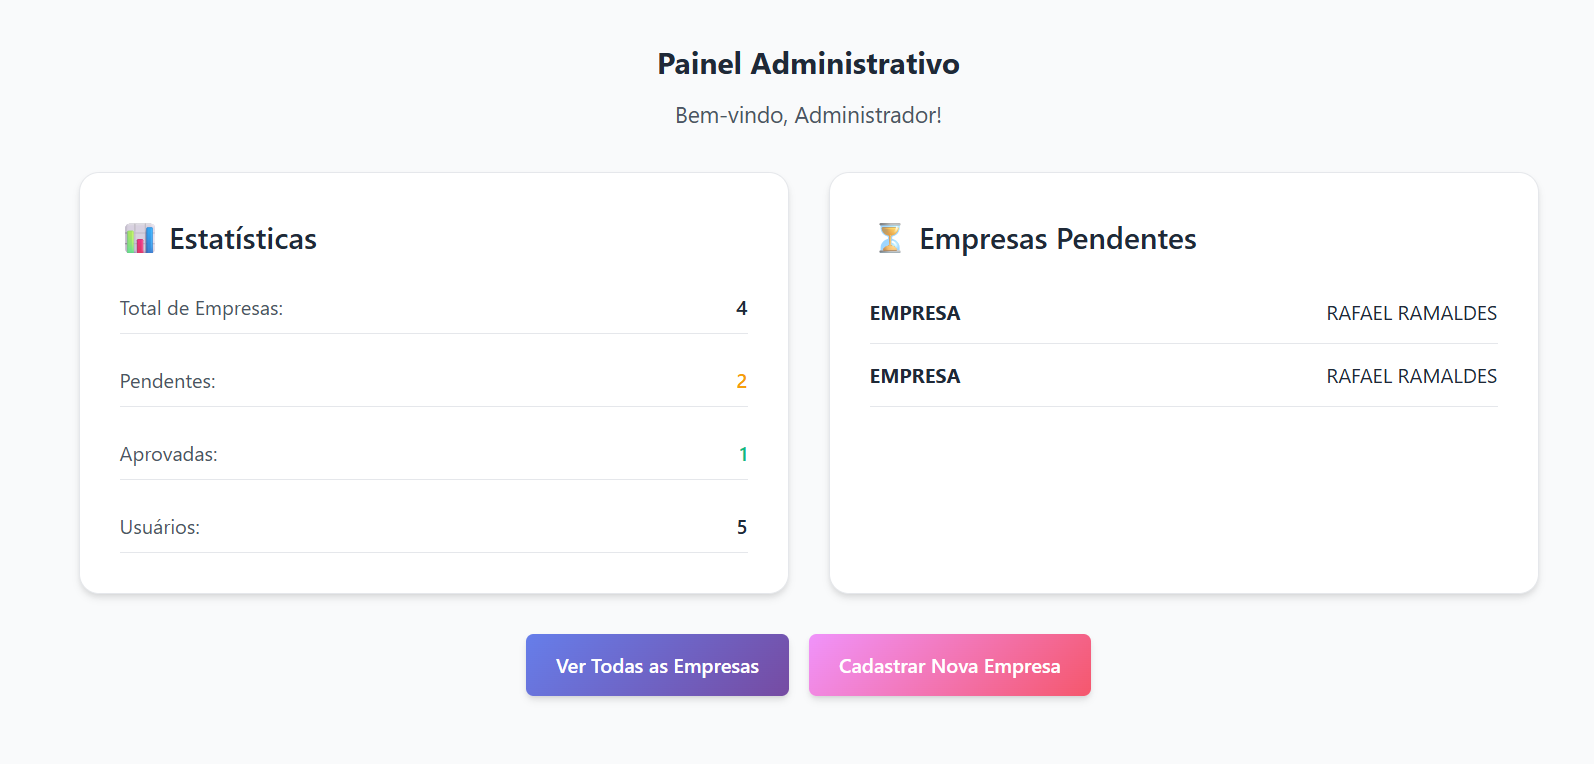 Painel Administrativo
Bem-vindo, Administrador!
Estatísticas
Total de Empresas: 4
Pendentes: 2
Aprovadas: 1
Usuários: 5
Empresas Pendentes
EMPRESA RAFAEL RAMALDES
EMPRESA RAFAEL RAMALDES
Ver Todas as Empresas
Cadastrar Nova Empresa